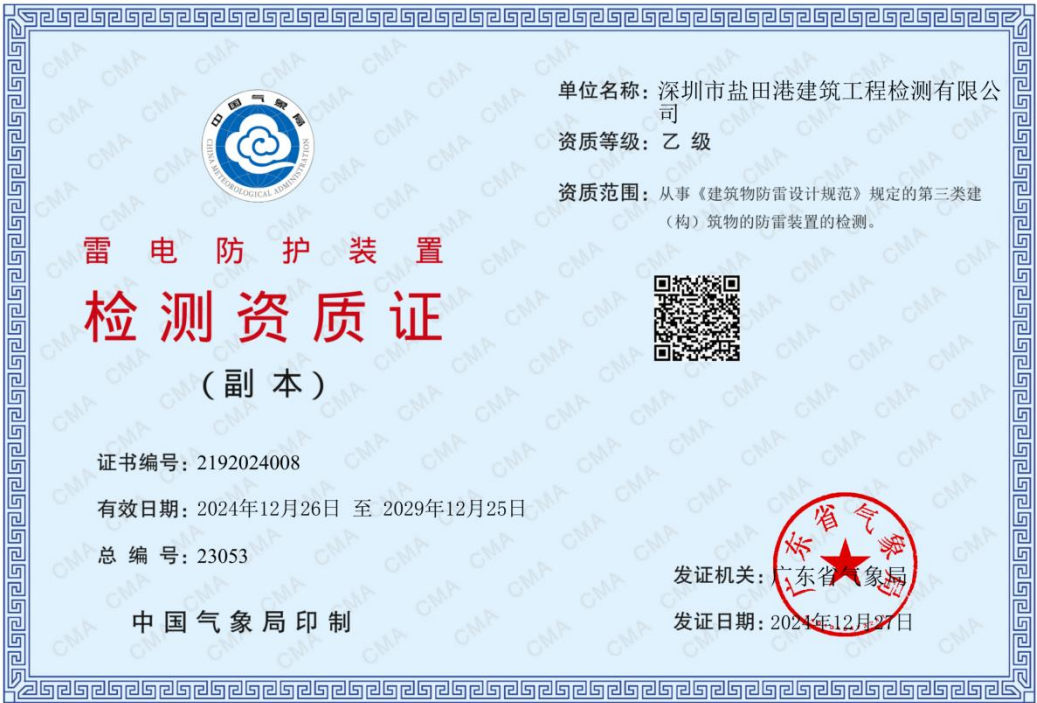 中国气象局
CHINA METEOROLOGICAL ADMINISTRATION
雷电防护装置
检测资质证
（副本）
证书编号：2192024008
有效日期：2024年12月26日 至 2029年12月25日
总 编 号：23053
中国气象局印制
单位名称：深圳市盐田港建筑工程检测有限公
司
资质等级：乙 级
资质范围：从事《建筑物防雷设计规范》规定的第三类建
（构）筑物的防雷装置的检测。
广东省气象局
发证机关：广东省气象局
发证日期：2024年12月27日
CMA